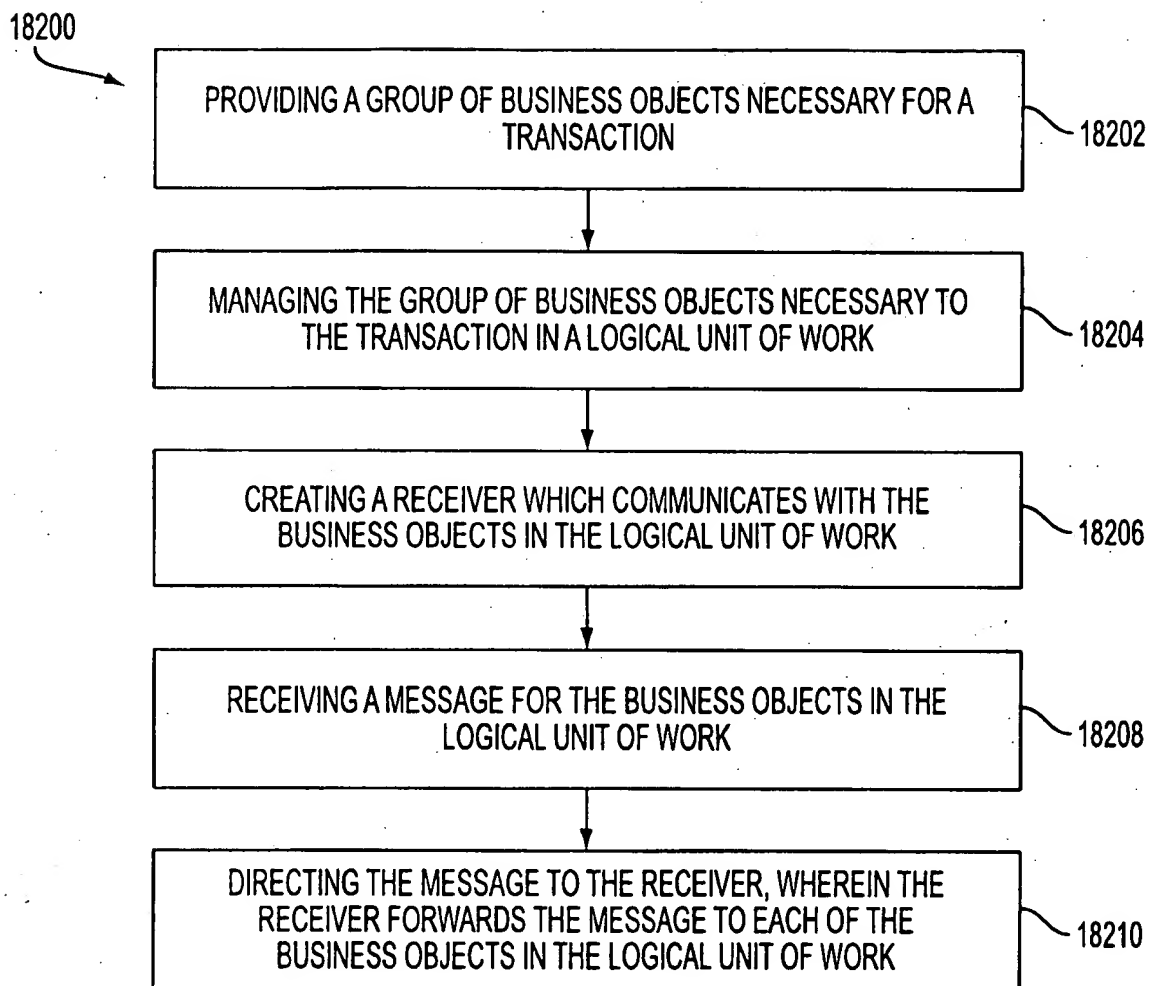 18200
PROVIDING A GROUP OF BUSINESS OBJECTS NECESSARY FOR A
TRANSACTION
18202
MANAGING THE GROUP OF BUSINESS OBJECTS NECESSARY TO
THE TRANSACTION IN A LOGICAL UNIT OF WORK
18204
CREATING A RECEIVER WHICH COMMUNICATES WITH THE
BUSINESS OBJECTS IN THE LOGICAL UNIT OF WORK
18206
RECEIVING A MESSAGE FOR THE BUSINESS OBJECTS IN THE
LOGICAL UNIT OF WORK
18208
DIRECTING THE MESSAGE TO THE RECEIVER, WHEREIN THE
RECEIVER FORWARDS THE MESSAGE TO EACH OF THE
BUSINESS OBJECTS IN THE LOGICAL UNIT OF WORK
18210